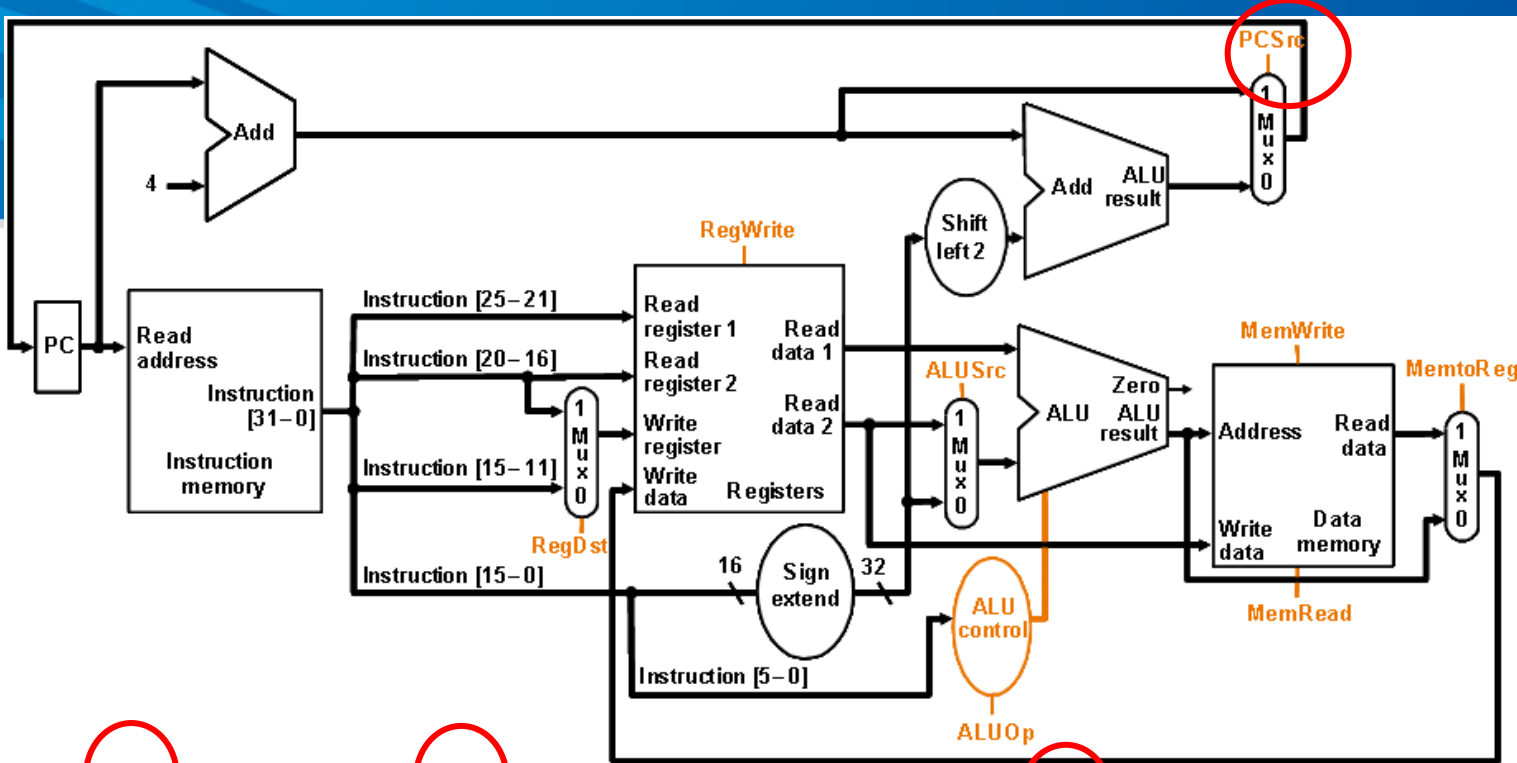 PCSrc
1
M
u
x
0
Add
4
Add
ALU
result
Shift
left 2
RegWrite
PC
Read
address
Instruction
[31–0]
Instruction
memory
Instruction [25–21]
Instruction [20–16]
Instruction [15–11]
Instruction [15–0]
1
M
u
x
0
RegDst
Read
register 1
Read
register 2
Write
register
Write
data
Read
data 1
Read
data 2
Registers
16
Sign
extend
32
Instruction [5–0]
ALUSrc
1
M
u
x
0
Zero
ALU
ALU
result
ALU
control
ALUOp
MemWrite
Address
Read
data
Write
data
Data
memory
MemRead
MemtoReg
1
M
u
x
0